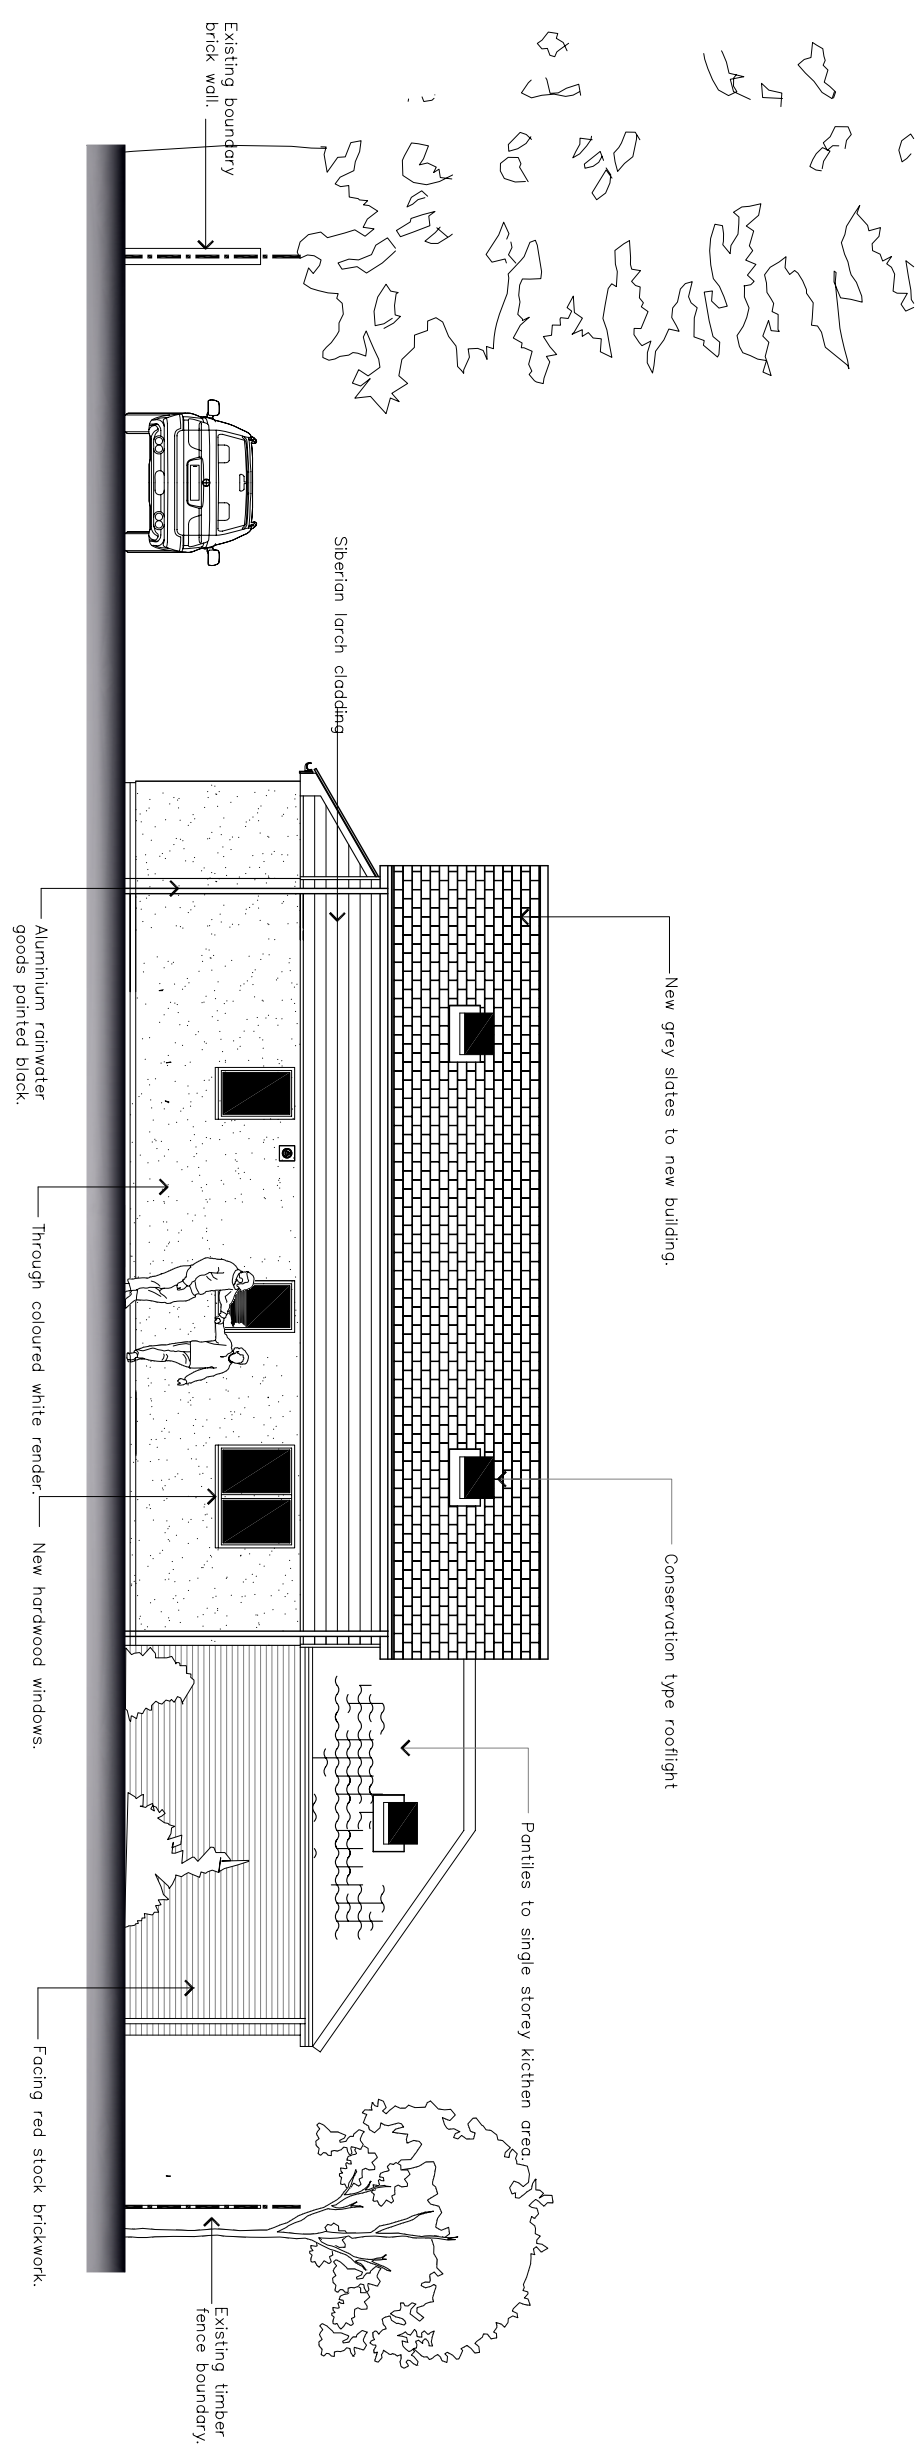 Existing boundary
brick wall.
Siberian larch cladding
New grey slates to new building.
Conservation type rooflight
Pantiles to single storey kicthen area.
Existing timber
fence boundary.
Aluminium rainwater
goods painted black.
Through coloured white render.
New hardwood windows.
Facing red stock brickwork.